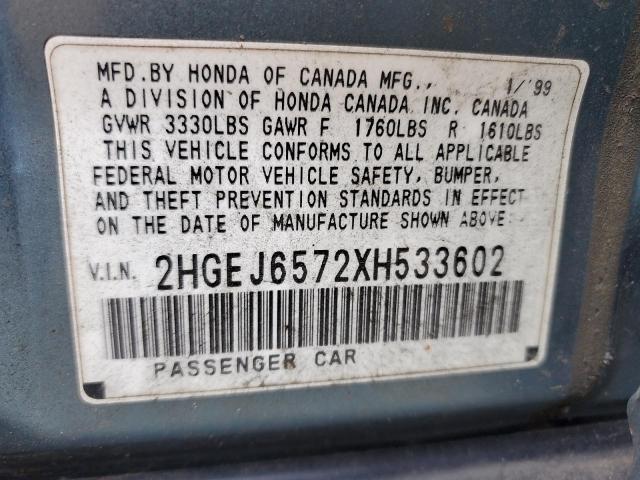 MFD.BY HONDA OF CANADA MFG., 1/'99
A DIVISION OF HONDA CANADA INC. CANADA
GVWR 3330LBS GAWR F 1760LBS R 1610LBS
THIS VEHICLE CONFORMS TO ALL APPLICABLE
FEDERAL MOTOR VEHICLE SAFETY, BUMPER,
AND THEFT PREVENTION STANDARDS IN EFFECT
ON THE DATE OF MANUFACTURE SHOWN ABOVE.
V.I.N. 2HGEJ6572XH533602
PASSENGER CAR